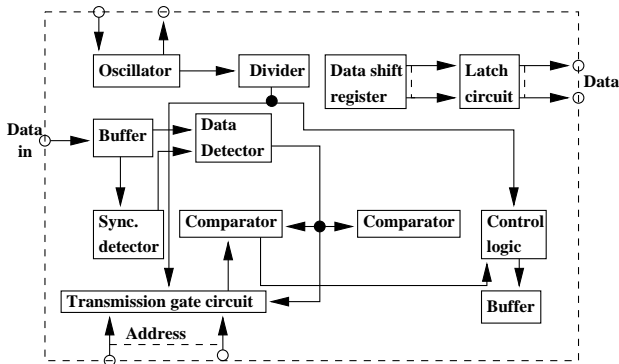 Oscillator
Divider
Data shift
register
Latch
circuit
Data
Data
in
Buffer
Data
Detector
Sync.
detector
Comparator
Comparator
Control
logic
Transmission gate circuit
Buffer
Address